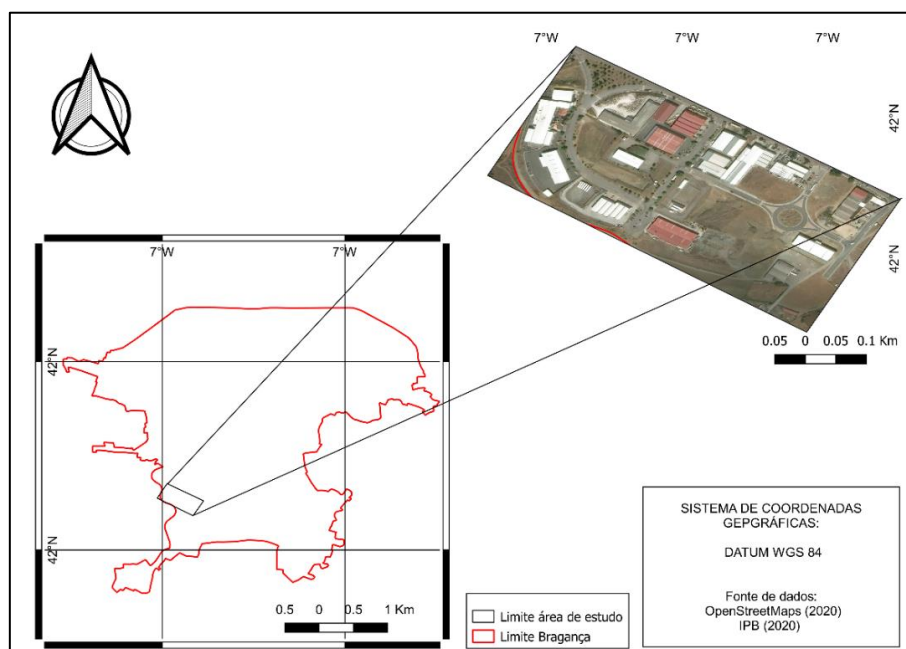 7°W 7°W 7°W
42°N
42°N
0.05 0 0.05 0.1 Km
7°W 7°W
42°N
42°N
0.5 0 0.5 1 Km
Limite área de estudo
Limite Bragança
SISTEMA DE COORDENADAS
GEPGRÁFICAS:
DATUM WGS 84
Fonte de dados:
OpenStreetMaps (2020)
IPB (2020)